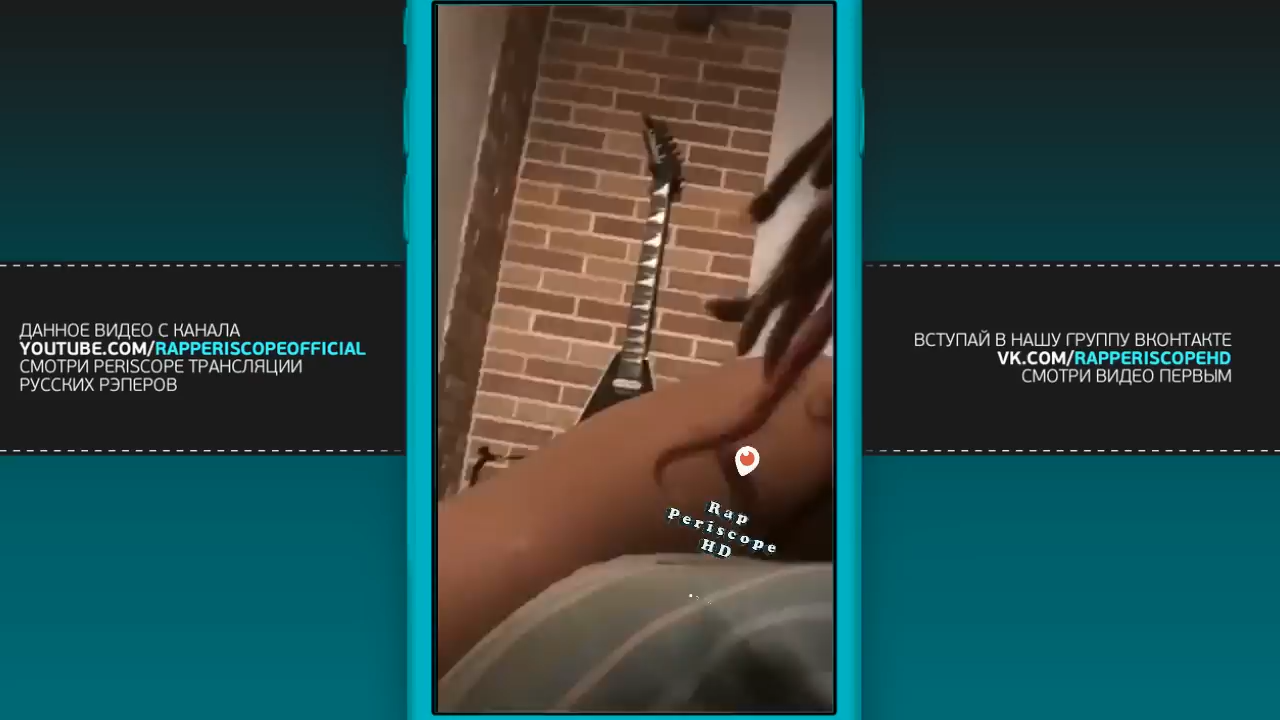 ДАННОЕ ВИДЕО С КАНАЛА
YOUTUBE.COM/RAPPERISCOPEOFFICIAL
СМОТРИ PERISCOPE ТРАНСЛЯЦИИ
РУССКИХ РЭПЕРОВ
ВСТУПАЙ В НАШУ ГРУППУ ВКОНТАКТЕ
VK.COM/RAPPERISCOPEHD
СМОТРИ ВИДЕО ПЕРВЫМ
Rap
Periscope
HD